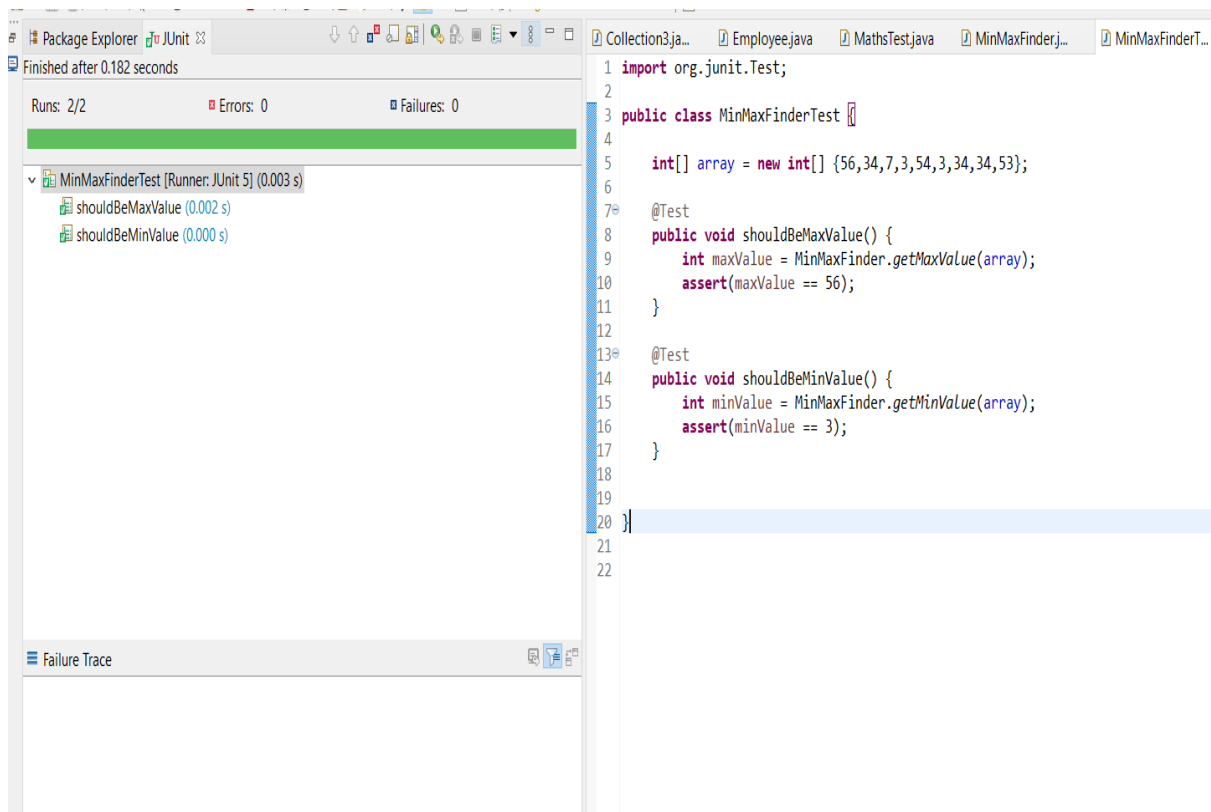 Package Explorer JUnit
Finished after 0.182 seconds
Runs: 2/2 Errors: 0 Failures: 0
MinMaxFinderTest [Runner: JUnit 5] (0.003 s)
shouldBeMaxValue (0.002 s)
shouldBeMinValue (0.000 s)
Failure Trace
Collection3.ja... Employee.java MathsTest.java MinMaxFinder.j... MinMaxFinderT...
1 import org.junit.Test;
2
3 public class MinMaxFinderTest {
4
5 int[] array = new int[] {56,34,7,3,54,3,34,34,53};
6
7 @Test
8 public void shouldBeMaxValue() {
9 int maxValue = MinMaxFinder.getMaxValue(array);
10 assert(maxValue == 56);
11 }
12
13 @Test
14 public void shouldBeMinValue() {
15 int minValue = MinMaxFinder.getMinValue(array);
16 assert(minValue == 3);
17 }
18
19
20 }
21
22